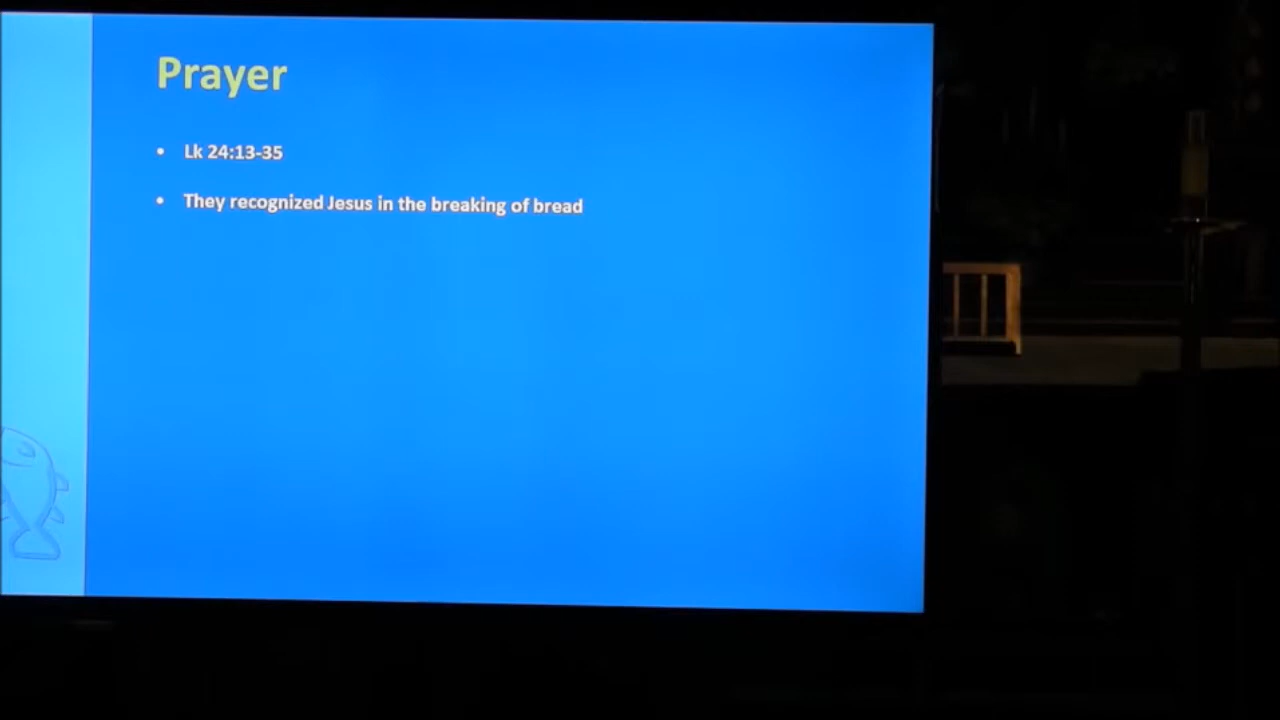 Prayer
• Lk 24:13-35
• They recognized Jesus in the breaking of bread